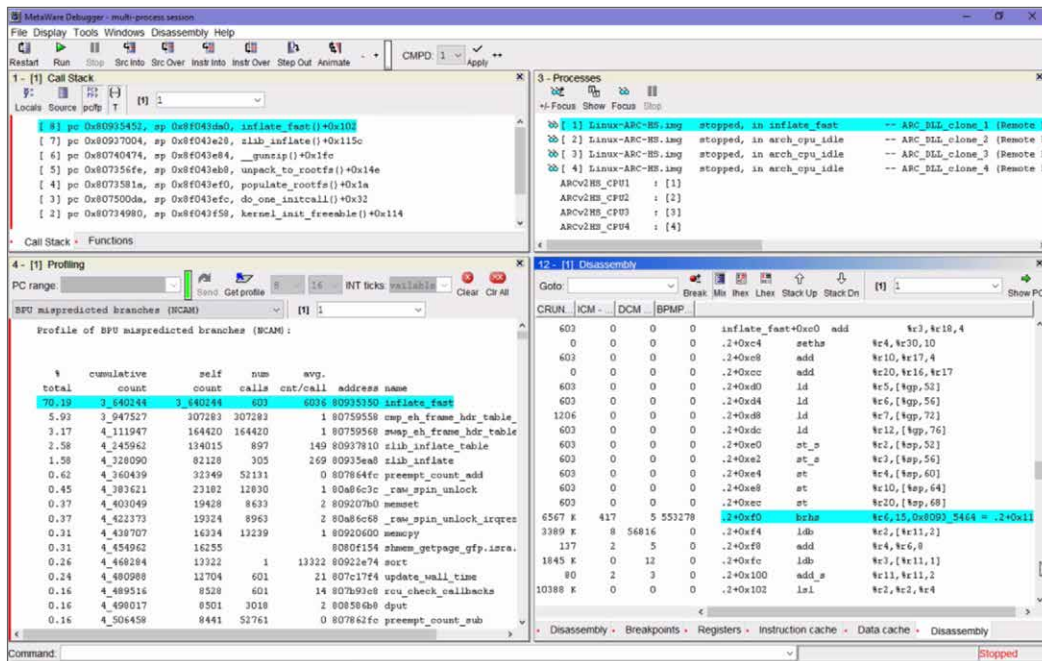 MetaWare Debugger - multi-process.session
File Display Tools Windows Disassembly Help
Restart Run Stop Src Into Src Over Instr Into Instr Over Step Out Animate - + CMPD: 1 Apply ↔
1 - [1] Call Stack
Locals Source pc/fp T [1] 1
[ 8] pc 0x80935452, sp 0x8f043da0, inflate_fast()+0x102
[ 7] pc 0x80937004, sp 0x8f043e28, zlib_inflate()+0x115c
[ 6] pc 0x80740474, sp 0x8f043e84, __gunzip()+0x1fc
[ 5] pc 0x807356fe, sp 0x8f043eb8, unpack_to_rootfs()+0x14e
[ 4] pc 0x8073581a, sp 0x8f043ef0, populate_rootfs()+0x1a
[ 3] pc 0x807500da, sp 0x8f043efc, do_one_initcall()+0x32
[ 2] pc 0x80734980, sp 0x8f043f58, kernel_init_freeable()+0x114
Call Stack Functions
3 - Processes
+/- Focus Show Focus Stop
[ 1] Linux-ARC-HS.img stopped, in inflate_fast -- ARC_DLL_clone_1 (Remote
[ 2] Linux-ARC-HS.img stopped, in arch_cpu_idle -- ARC_DLL_clone_2 (Remote
[ 3] Linux-ARC-HS.img stopped, in arch_cpu_idle -- ARC_DLL_clone_3 (Remote
[ 4] Linux-ARC-HS.img stopped, in arch_cpu_idle -- ARC_DLL_clone_4 (Remote
ARCv2HS_CPU1 : [1]
ARCv2HS_CPU2 : [2]
ARCv2HS_CPU3 : [3]
ARCv2HS_CPU4 : [4]
4 - [1] Profiling
PC range: Send Get profile 8 16 INT ticks: vailable Clear Clr All
BPU mispredicted branches (NCAM) [1] 1
Profile of BPU mispredicted branches (NCAM):
% cumulative self num avg.
total count count calls cnt/call address name
70.19 3_640244 3_640244 603 6036 80935350 inflate_fast
5.93 3_947527 307283 307283 1 80759558 cmp_eh_frame_hdr_table_
3.17 4_111947 164420 164420 1 80759568 swap_eh_frame_hdr_table
2.58 4_245962 134015 897 149 80937810 zlib_inflate_table
1.58 4_328090 82128 305 269 80935ea8 zlib_inflate
0.62 4_360439 32349 52131 0 807864fc preempt_count_add
0.45 4_383621 23182 12830 1 80a86c3c _raw_spin_unlock
0.37 4_403049 19428 8633 2 809207b0 memset
0.37 4_422373 19324 8963 2 80a86c68 _raw_spin_unlock_irqres
0.31 4_438707 16334 13239 1 80920600 memcpy
0.31 4_454962 16255 8080f154 shmem_getpage_gfp.isra.
0.26 4_468284 13322 1 13322 80922e74 sort
0.24 4_480988 12704 601 21 807c17f4 update_wall_time
0.16 4_489516 8528 601 14 807b93c8 rcu_check_callbacks
0.16 4_498017 8501 3018 2 808586b0 dput
0.16 4_506458 8441 52761 0 807862fc preempt_count_sub
12 - [1] Disassembly
Goto: Break Mix Ihex Lhex Stack Up Stack Dn [1] 1 Show PC
CRUN... ICM - ... DCM ... BPMP...
603 0 0 0 inflate_fast+0xc0 add %r3,%r18,4
0 0 0 0 .2+0xc4 seths %r4,%r30,10
603 0 0 0 .2+0xc8 add %r10,%r17,4
0 0 0 0 .2+0xcc add %r20,%r16,%r17
603 0 0 0 .2+0xd0 ld %r5,[%gp,52]
603 0 0 0 .2+0xd4 ld %r6,[%gp,56]
1206 0 0 0 .2+0xd8 ld %r7,[%gp,72]
603 0 0 0 .2+0xdc ld %r12,[%gp,76]
603 0 0 0 .2+0xe0 st_s %r2,[%sp,52]
603 0 0 0 .2+0xe2 st_s %r3,[%sp,56]
603 0 0 0 .2+0xe4 st %r4,[%sp,60]
603 0 0 0 .2+0xe8 st %r10,[%sp,64]
603 0 0 0 .2+0xec st %r20,[%sp,68]
6567 K 417 5 553278 .2+0xf0 brhs %r6,15,0x8093_5464 = .2+0x11
3389 K 8 56816 0 .2+0xf4 ldb %r2,[%r11,2]
137 2 5 0 .2+0xf8 add %r4,%r6,8
1845 K 0 12 0 .2+0xfc ldb %r3,[%r11,1]
80 2 3 0 .2+0x100 add_s %r11,%r11,2
10388 K 0 0 0 .2+0x102 lsl %r2,%r2,%r4
Disassembly Breakpoints Registers Instruction cache Data cache Disassembly
Command: Stopped